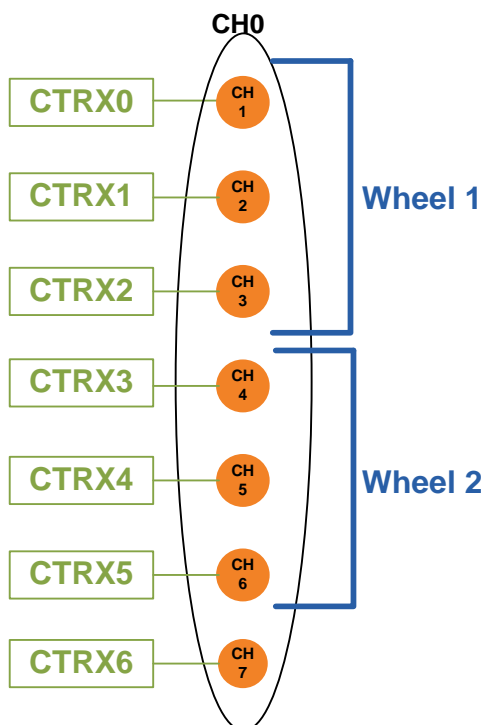 CH0
CTRX0
CH
1
CTRX1
CH
2
Wheel 1
CTRX2
CH
3
CTRX3
CH
4
CTRX4
CH
5
Wheel 2
CTRX5
CH
6
CTRX6
CH
7